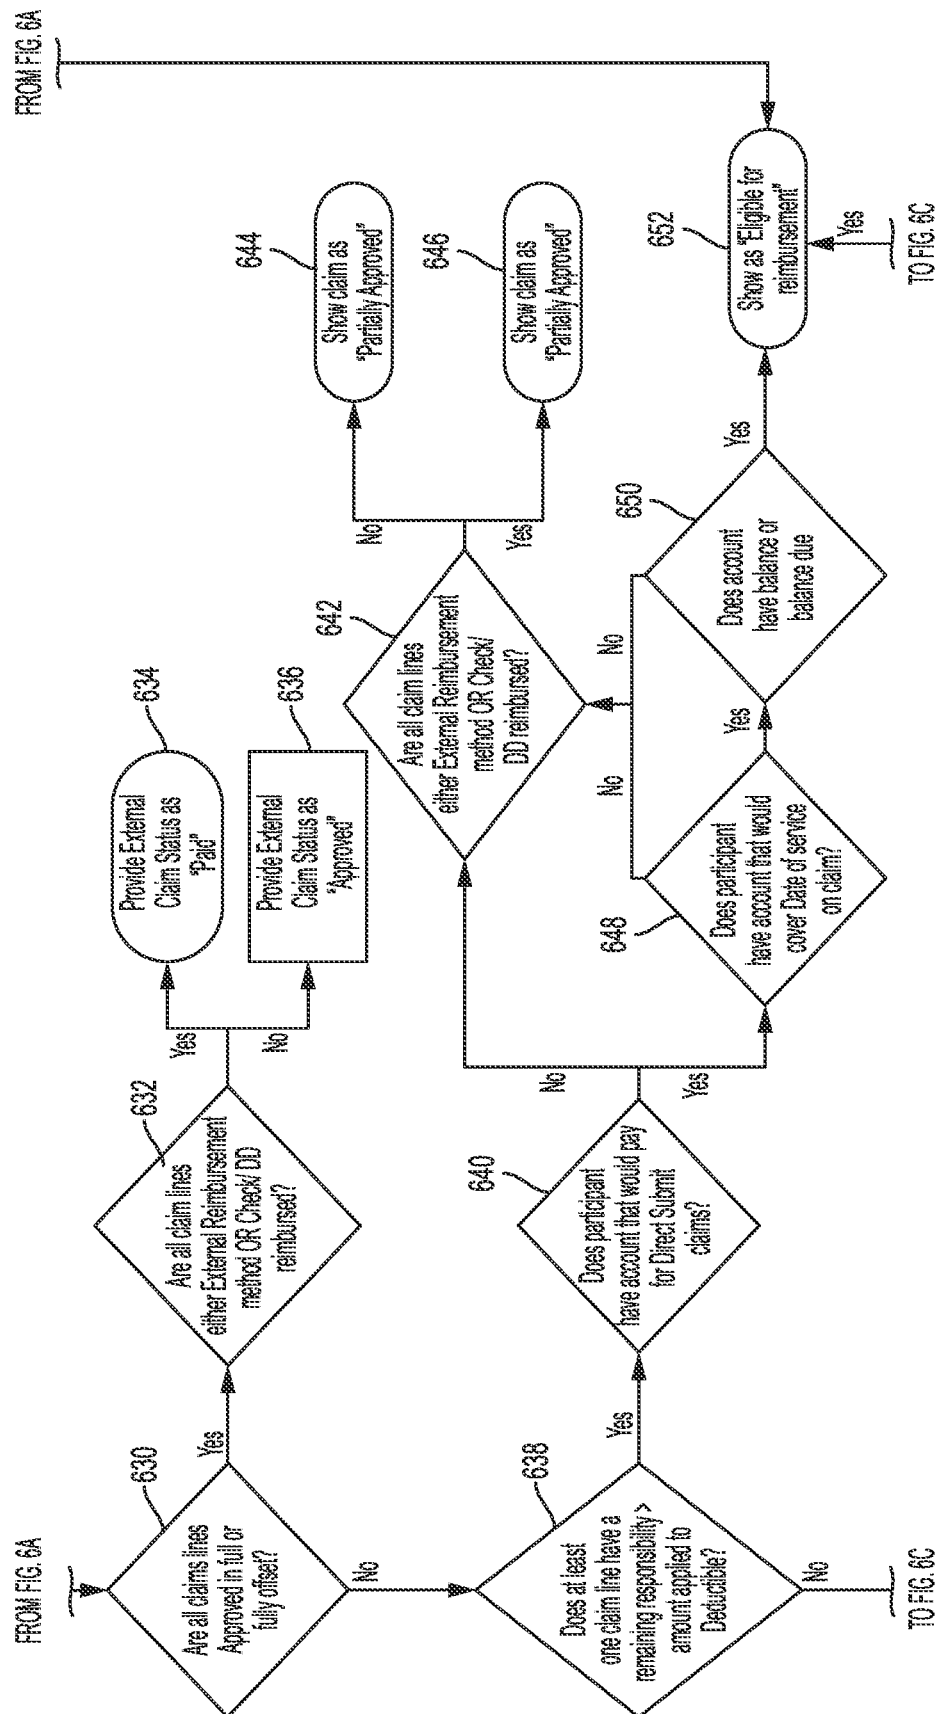 FROM FIG. 6A
FROM FIG. 6A
630
Are all claims lines
Approved in full or
fully offset?
Yes
No
632
Are all claim lines
either External Reimbursement
method OR Check/ DD
reimbursed?
Yes
No
634
Provide External
Claim Status as
"Paid"
636
Provide External
Claim Status as
"Approved"
638
Does at least
one claim line have a
remaining responsibility >
amount applied to
Deductible?
Yes
No
TO FIG. 6C
640
Does participant
have account that would pay
for Direct Submit
claims?
No
Yes
642
Are all claim lines
either External Reimbursement
method OR Check/
DD reimbursed?
No
Yes
644
Show claim as
"Partially Approved"
646
Show claim as
"Partially Approved"
648
Does participant
have account that would
cover Date of service
on claim?
No
Yes
650
Does account
have balance or
balance due
No
Yes
652
Show as "Eligible for
reimbursement"
Yes
TO FIG. 6C